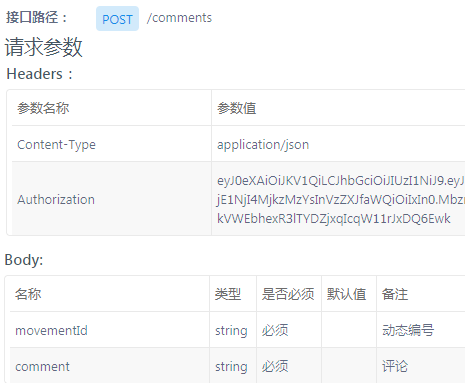 接口路径： POST /comments
请求参数
Headers：
参数名称 参数值
Content-Type application/json
eyJ0eXAiOiJKV1QiLCJhbGciOiJIUzI1NiJ9.eyJ
Authorization jE1NjI4MjkzMzYsInVzZXJfaWQiOiIxIn0.Mbzr
kVWEbhexR3lTYDZjxqIcqW11rJxDQ6Ewk
Body:
名称 类型 是否必须 默认值 备注
movementId string 必须 动态编号
comment string 必须 评论